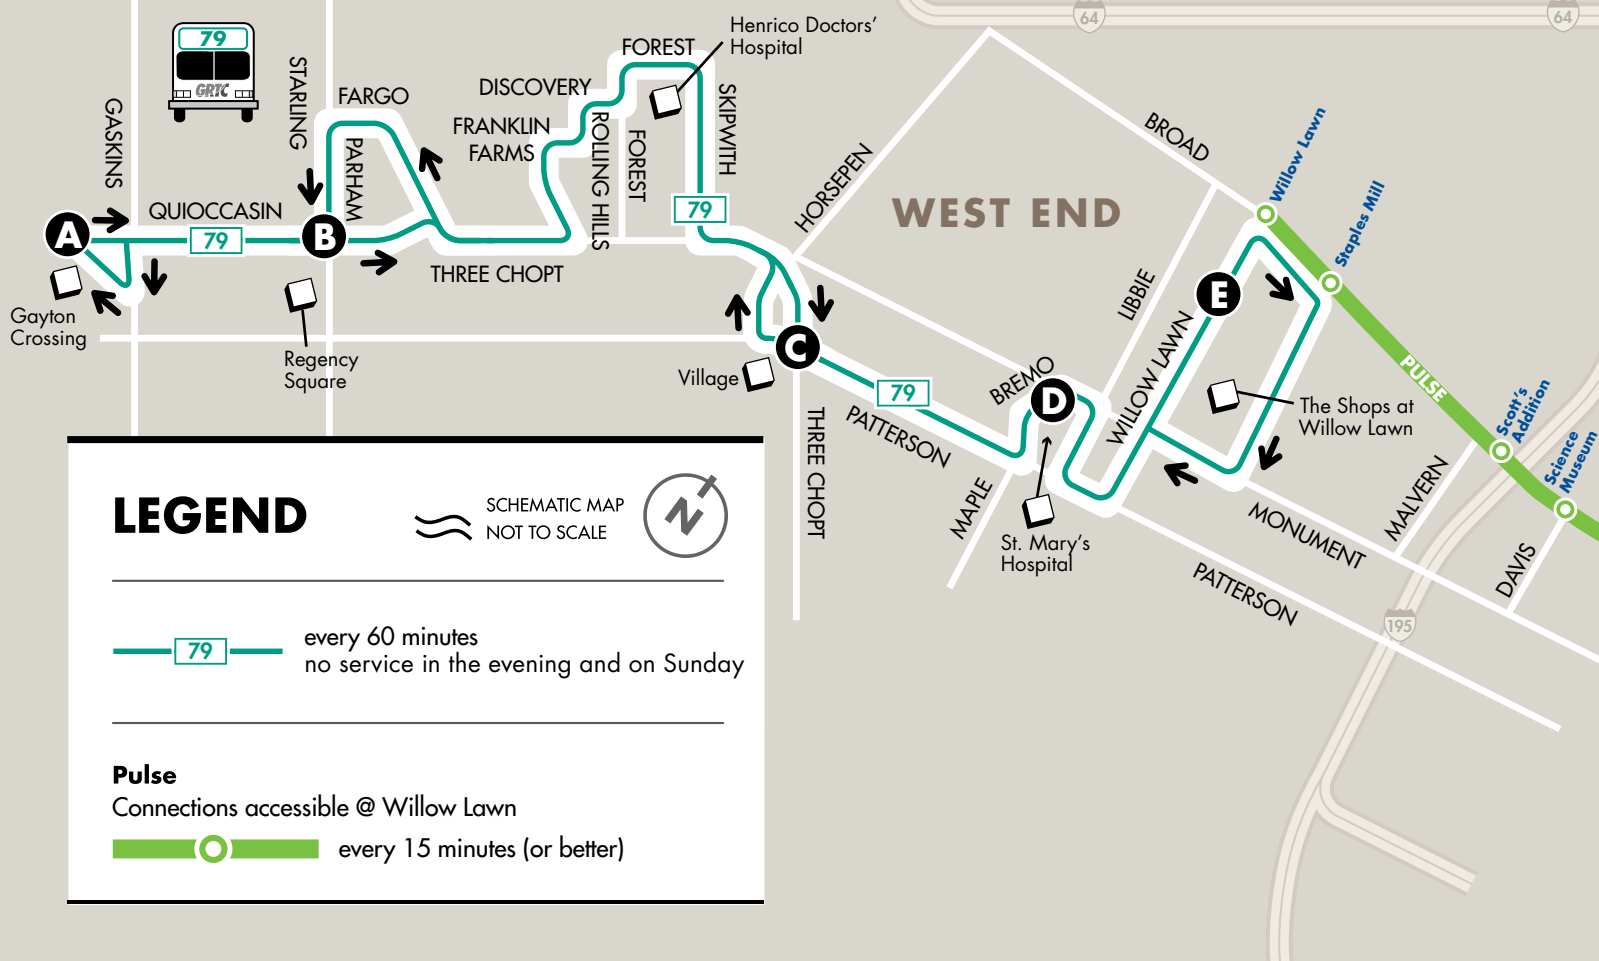 79
GRTC
GASKINS
STARLING
FARGO
PARHAM
QUIOCCASIN
79
A
B
Gayton
Crossing
Regency
Square
THREE CHOPT
FRANKLIN
FARMS
DISCOVERY
ROLLING HILLS
FOREST
FOREST
SKIPWITH
Henrico Doctors'
Hospital
79
HORSEPEN
C
Village
79
PATTERSON
THREE CHOPT
WEST END
BROAD
LIBBIE
BREMO
D
MAPLE
St. Mary's
Hospital
WILLOW LAWN
E
The Shops at
Willow Lawn
Willow Lawn
Staples Mill
PULSE
Scott's
Addition
Science
Museum
MALVERN
MONUMENT
DAVIS
PATTERSON
64
64
195
LEGEND
SCHEMATIC MAP
NOT TO SCALE
N
79
every 60 minutes
no service in the evening and on Sunday
Pulse
Connections accessible @ Willow Lawn
every 15 minutes (or better)